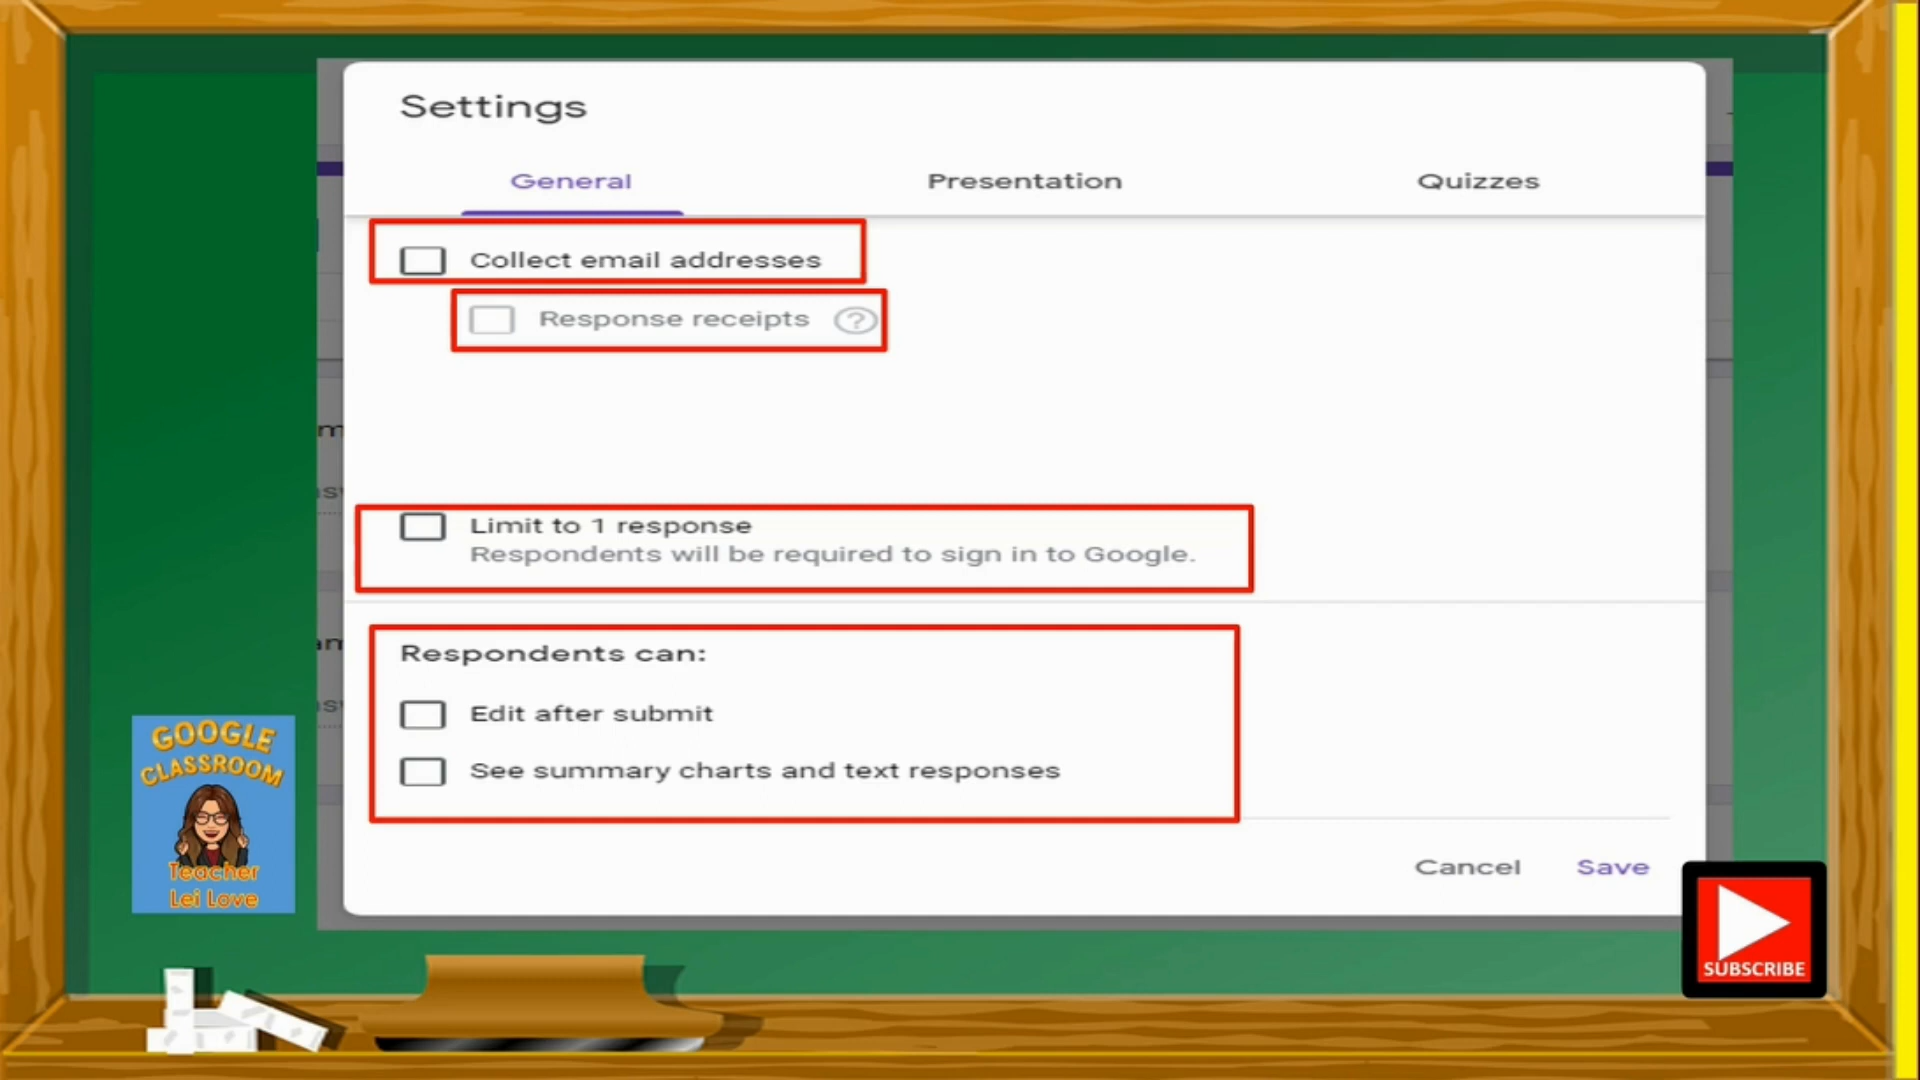 Settings
General Presentation Quizzes
Collect email addresses
Response receipts ?
Limit to 1 response
Respondents will be required to sign in to Google.
Respondents can:
Edit after submit
See summary charts and text responses
Cancel Save
GOOGLE
CLASSROOM
Teacher
Lei Love
SUBSCRIBE